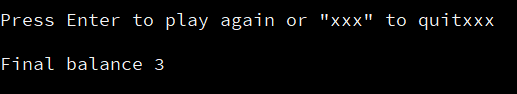 Press Enter to play again or "xxx" to quitxxx
Final balance 3